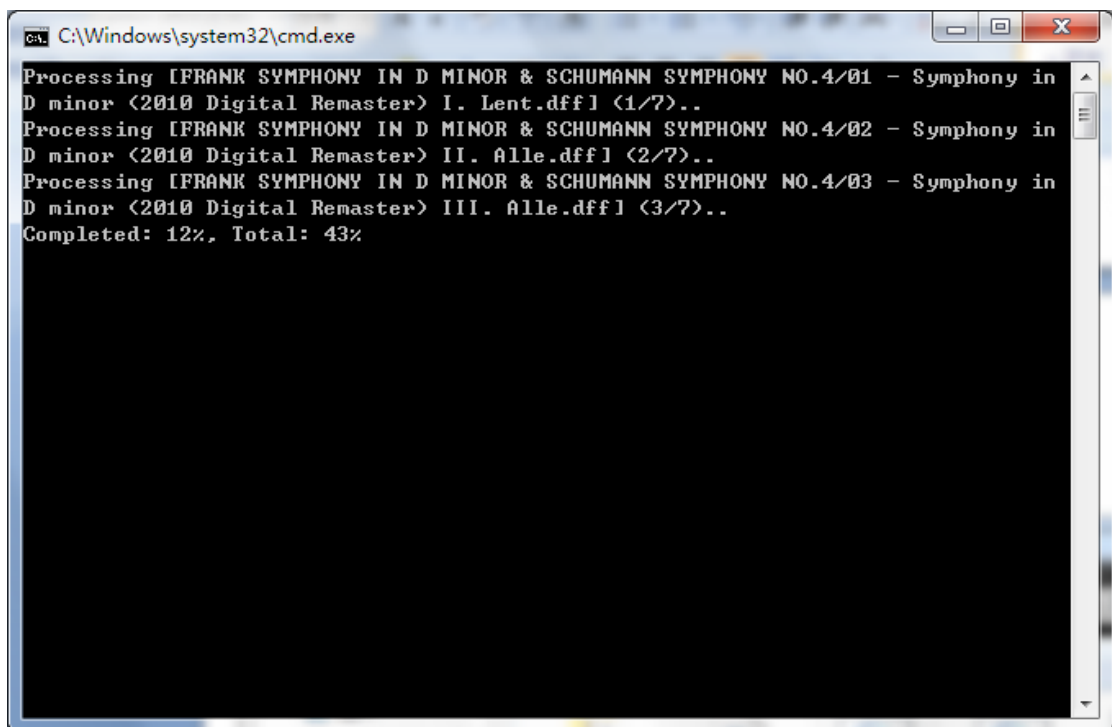 C:\Windows\system32\cmd.exe
Processing [FRANK SYMPHONY IN D MINOR & SCHUMANN SYMPHONY NO.4/01 - Symphony in
D minor (2010 Digital Remaster) I. Lent.dff] (1/7)..
Processing [FRANK SYMPHONY IN D MINOR & SCHUMANN SYMPHONY NO.4/02 - Symphony in
D minor (2010 Digital Remaster) II. Alle.dff] (2/7)..
Processing [FRANK SYMPHONY IN D MINOR & SCHUMANN SYMPHONY NO.4/03 - Symphony in
D minor (2010 Digital Remaster) III. Alle.dff] (3/7)..
Completed: 12%, Total: 43%